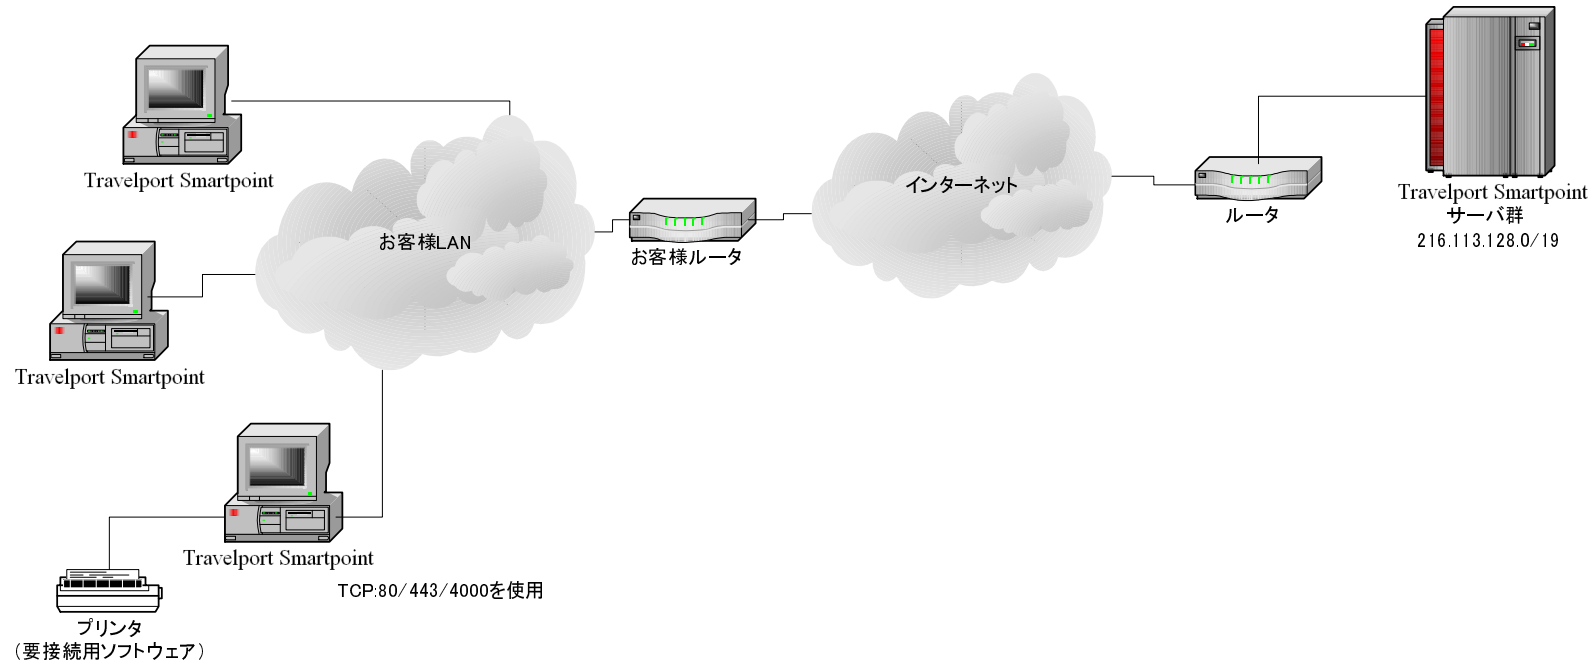 Travelport Smartpoint
Travelport Smartpoint
Travelport Smartpoint
プリンタ
（要接続用ソフトウェア）
TCP:80/443/4000を使用
お客様LAN
お客様ルータ
インターネット
ルータ
Travelport Smartpoint
サーバ群
216.113.128.0/19